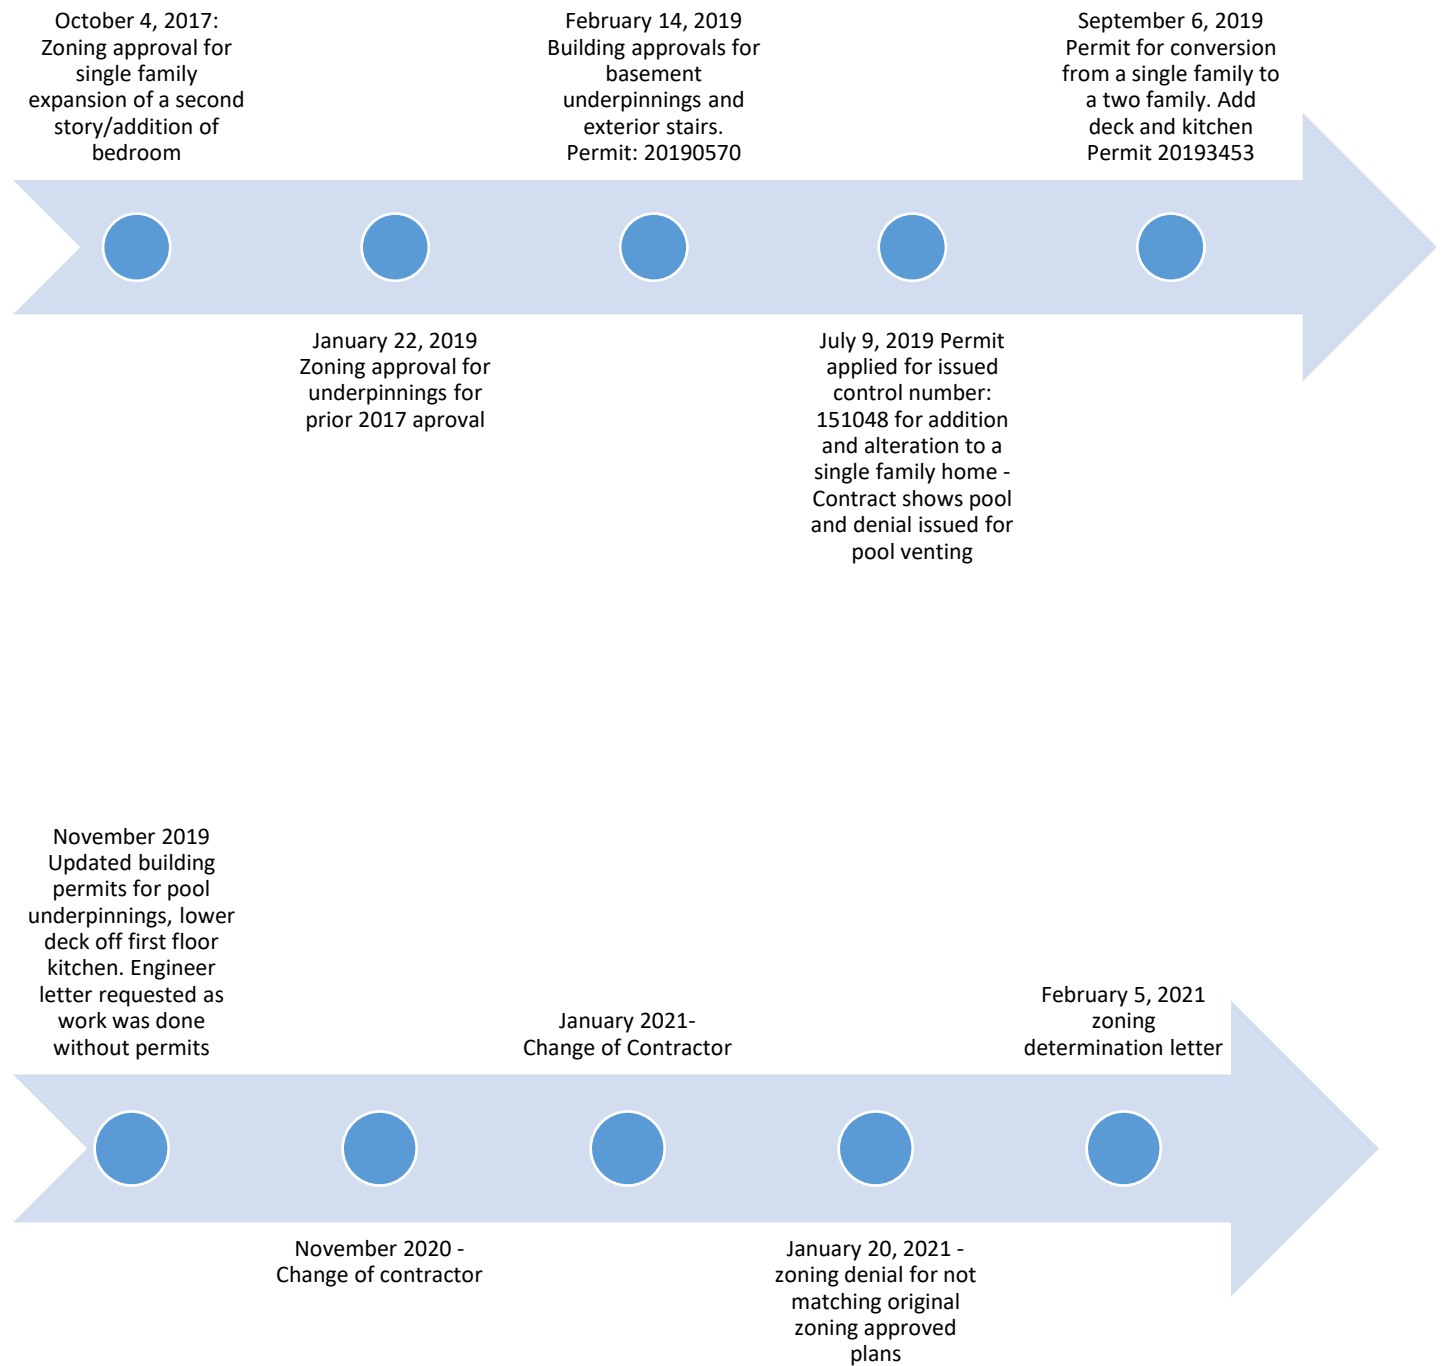 October 4, 2017:
Zoning approval for
single family
expansion of a second
story/addition of
bedroom
January 22, 2019
Zoning approval for
underpinnings for
prior 2017 aproval
February 14, 2019
Building approvals for
basement
underpinnings and
exterior stairs.
Permit: 20190570
July 9, 2019 Permit
applied for issued
control number:
151048 for addition
and alteration to a
single family home -
Contract shows pool
and denial issued for
pool venting
September 6, 2019
Permit for conversion
from a single family to
a two family. Add
deck and kitchen
Permit 20193453
November 2019
Updated building
permits for pool
underpinnings, lower
deck off first floor
kitchen. Engineer
letter requested as
work was done
without permits
November 2020 -
Change of contractor
January 2021-
Change of Contractor
January 20, 2021 -
zoning denial for not
matching original
zoning approved
plans
February 5, 2021
zoning
determination letter